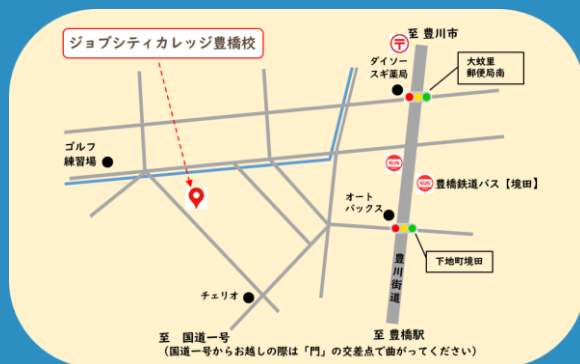 至 豊川市
ジョブシティカレッジ豊橋校
〒
ダイソー
スギ薬局
大蚊里
郵便局南
ゴルフ
練習場
BUS
BUS
豊橋鉄道バス【境田】
オート
バックス
下地町境田
豊川街道
チェリオ
至 国道一号
至 豊橋駅
（国道一号からお越しの際は「門」の交差点で曲がってください）